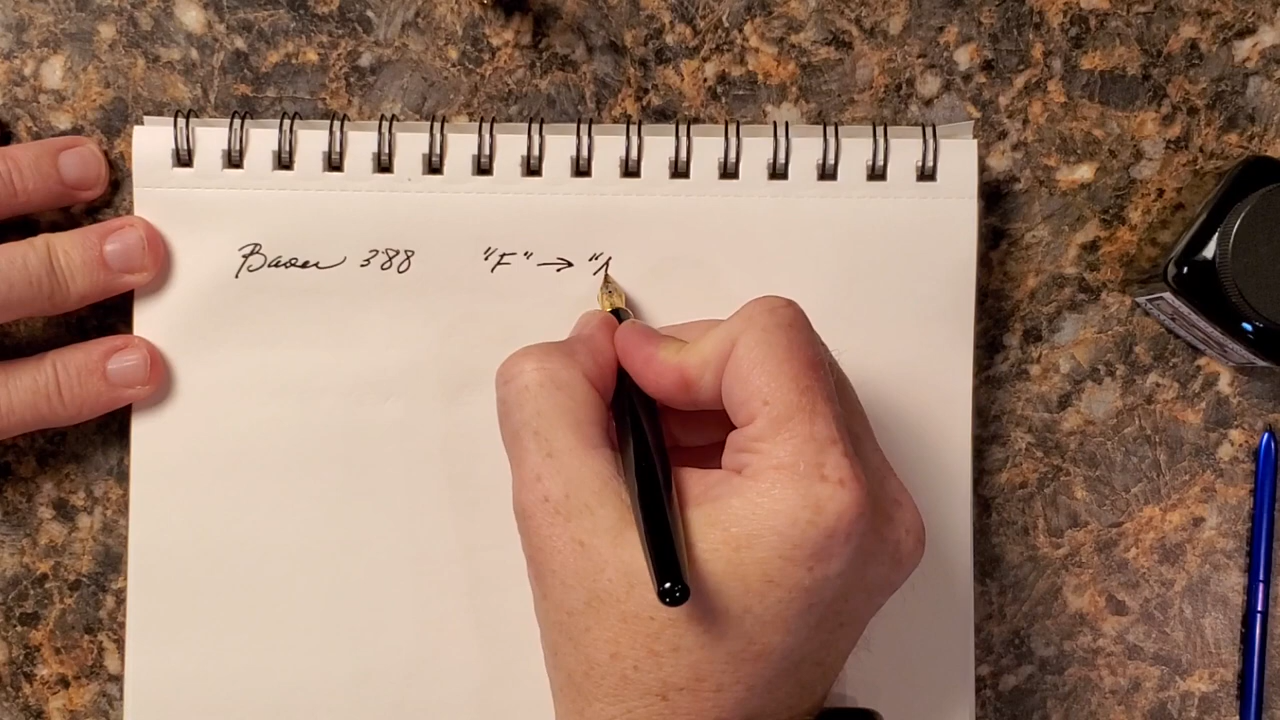 Baoer 388 "F" → "